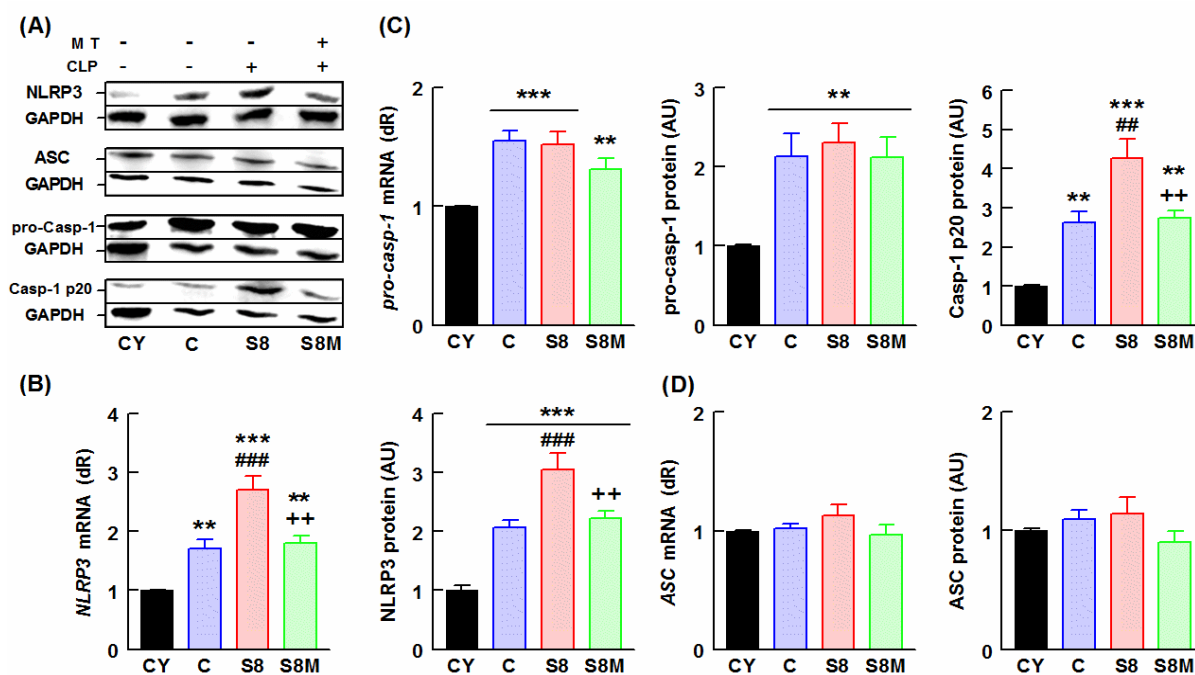 (A)
M T - - - +
CLP - - + +
NLRP3
GAPDH
ASC
GAPDH
pro-Casp-1
GAPDH
Casp-1 p20
GAPDH
CY C S8 S8M
(C)
pro-casp-1 mRNA (dR)
2
1
0
***
**
pro-casp-1 protein (AU)
3
2
1
0
**
CY C S8 S8M
Casp-1 p20 protein (AU)
6
5
4
3
2
1
0
**
***
##
**
++
CY C S8 S8M
(B)
NLRP3 mRNA (dR)
4
3
2
1
0
**
***
###
**
++
CY C S8 S8M
NLRP3 protein (AU)
4
3
2
1
0
***
###
++
CY C S8 S8M
(D)
ASC mRNA (dR)
2
1
0
CY C S8 S8M
ASC protein (AU)
2
1
0
CY C S8 S8M